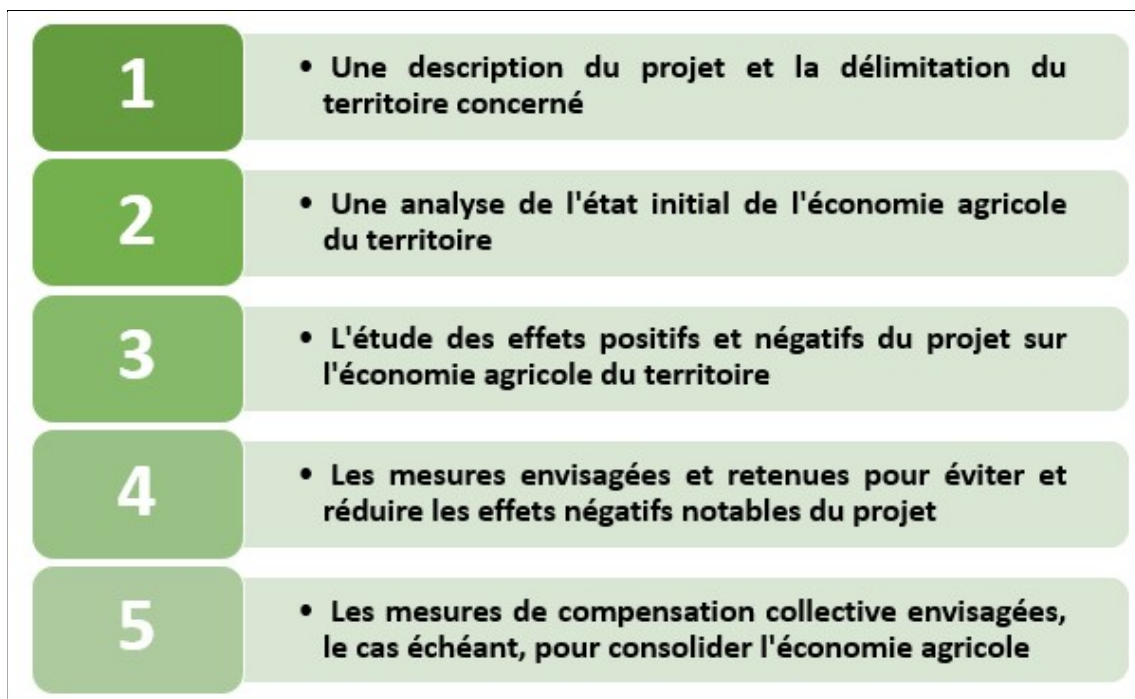 1
• Une description du projet et la délimitation du
territoire concerné
2
• Une analyse de l'état initial de l'économie agricole
du territoire
3
• L'étude des effets positifs et négatifs du projet sur
l'économie agricole du territoire
4
• Les mesures envisagées et retenues pour éviter et
réduire les effets négatifs notables du projet
5
• Les mesures de compensation collective envisagées,
le cas échéant, pour consolider l'économie agricole